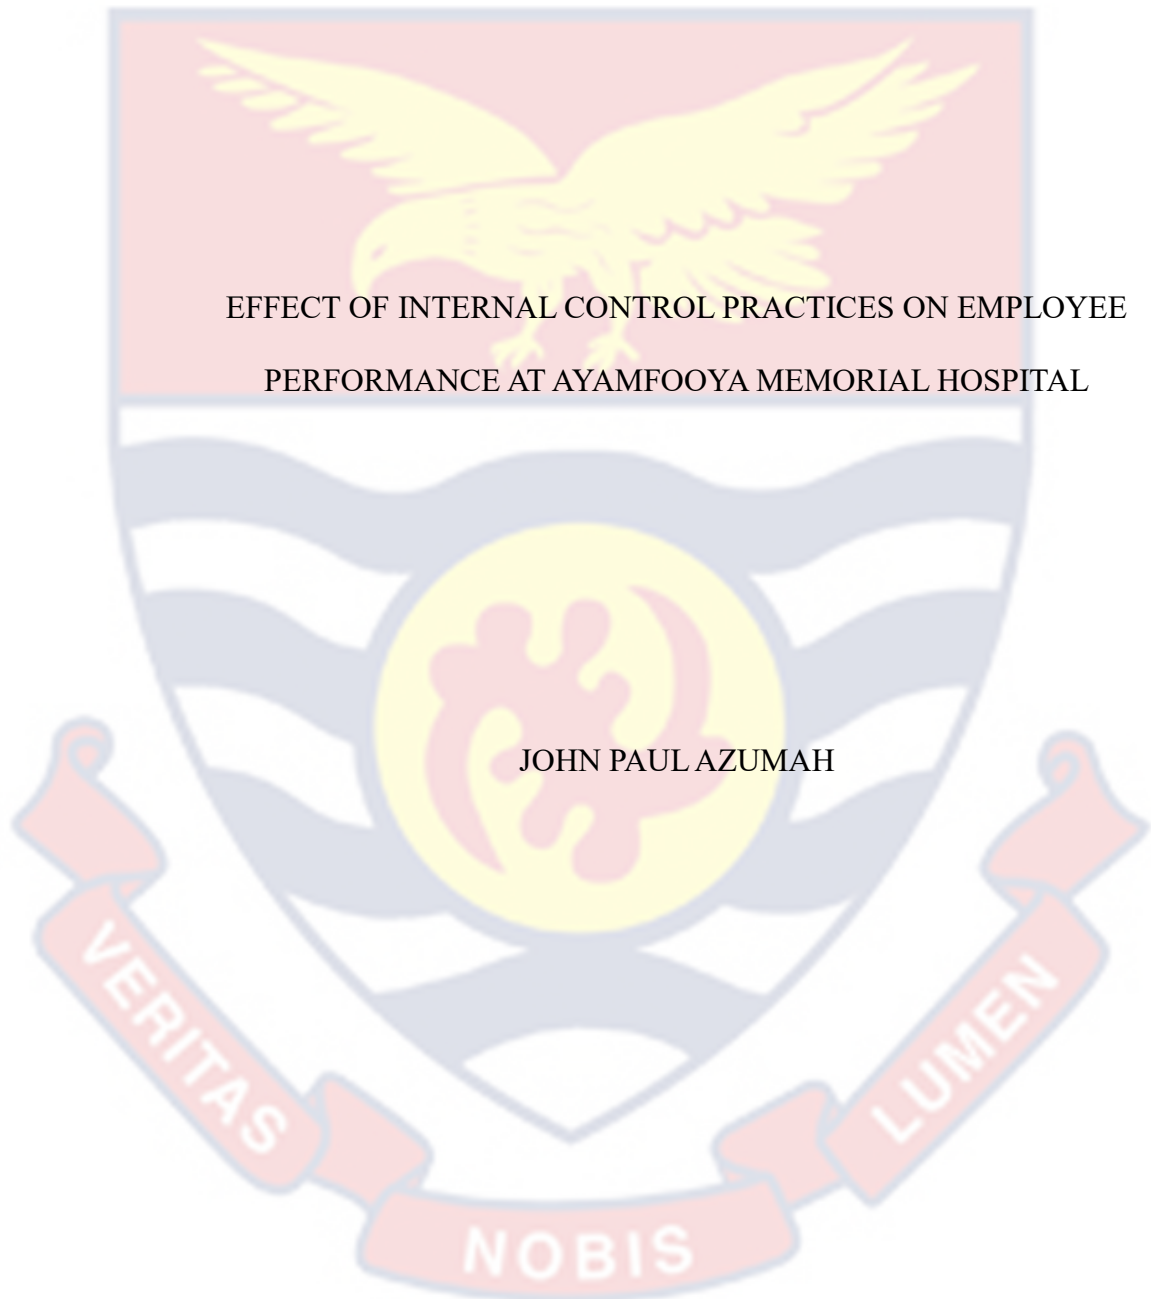 EFFECT OF INTERNAL CONTROL PRACTICES ON EMPLOYEE
PERFORMANCE AT AYAMFOOYA MEMORIAL HOSPITAL
JOHN PAUL AZUMAH
VERITAS
NOBIS
LUMEN